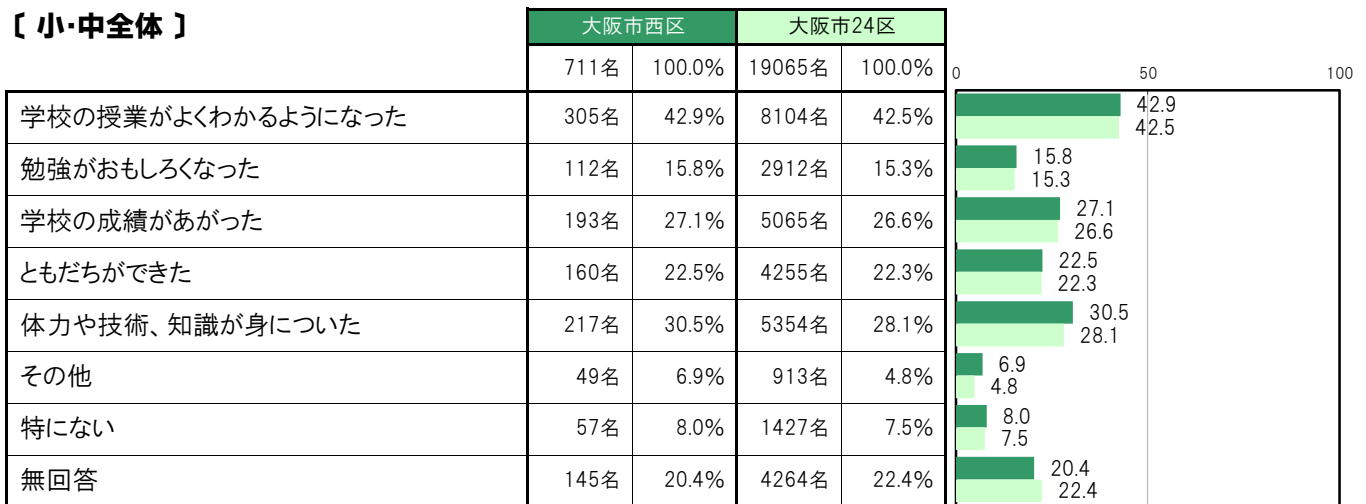 〔 小・中全体 〕
大阪市西区 大阪市24区
711名 100.0% 19065名 100.0%
0 50 100
学校の授業がよくわかるようになった 305名 42.9% 8104名 42.5% 42.9
42.5
勉強がおもしろくなった 112名 15.8% 2912名 15.3% 15.8
15.3
学校の成績があがった 193名 27.1% 5065名 26.6% 27.1
26.6
ともだちができた 160名 22.5% 4255名 22.3% 22.5
22.3
体力や技術、知識が身についた 217名 30.5% 5354名 28.1% 30.5
28.1
その他 49名 6.9% 913名 4.8% 6.9
4.8
特にない 57名 8.0% 1427名 7.5% 8.0
7.5
無回答 145名 20.4% 4264名 22.4% 20.4
22.4